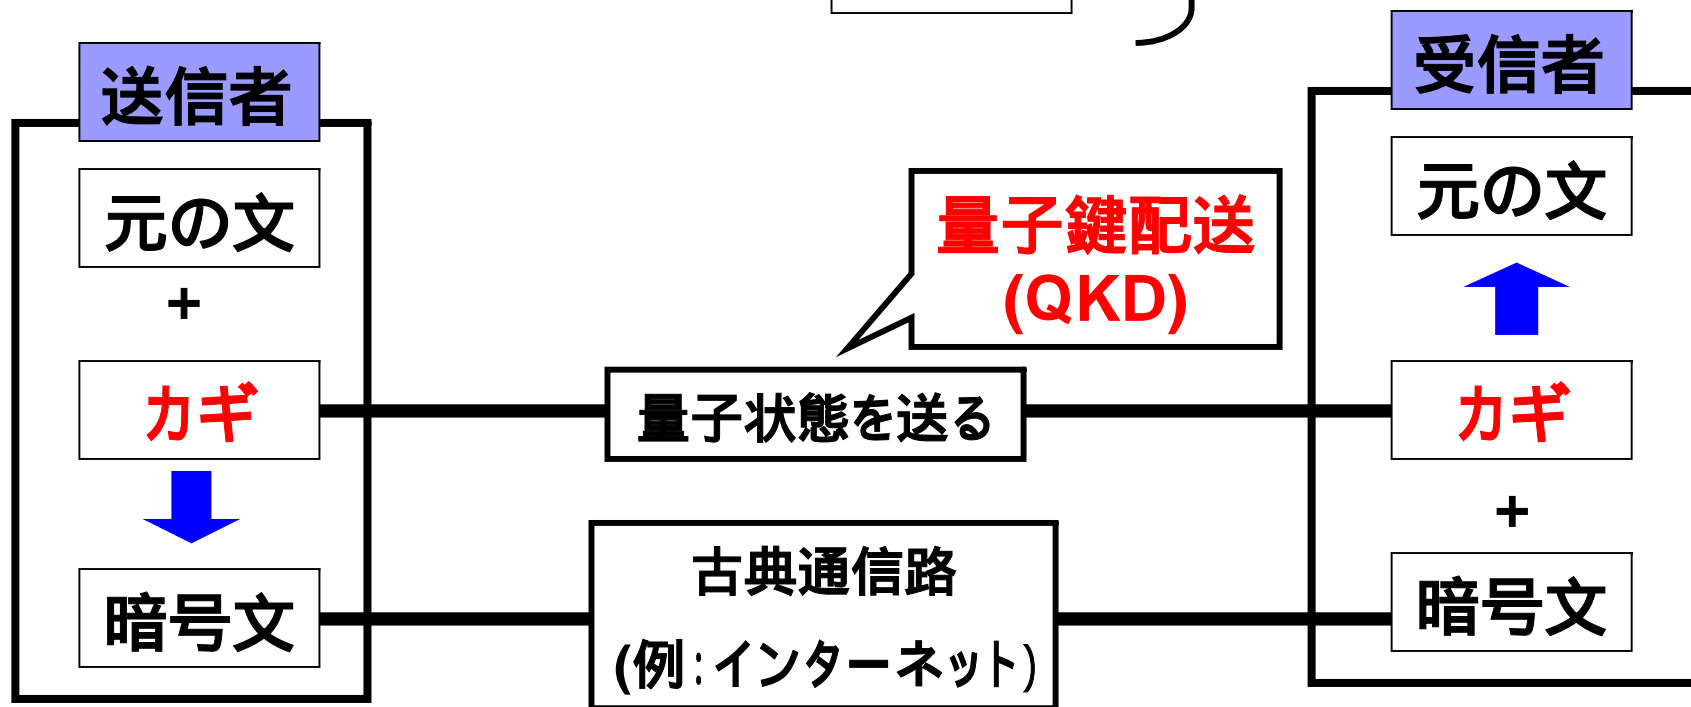 送信者
元の文
+
カギ
暗号文
量子鍵配送
(QKD)
量子状態を送る
古典通信路
(例:インターネット)
受信者
元の文
カギ
+
暗号文